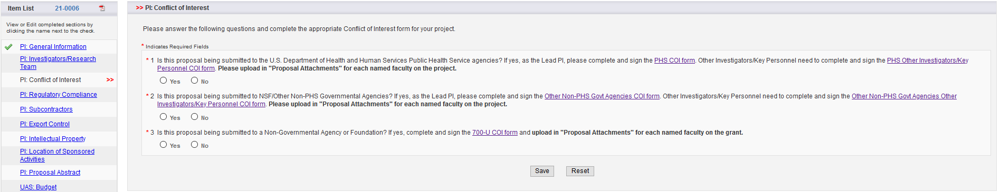 Item List 21-0006
View or Edit completed sections by
clicking the name next to the check.
PI: General Information
PI: Investigators/Research
Team
PI: Conflict of Interest >>
PI: Regulatory Compliance
PI: Subcontractors
PI: Export Control
PI: Intellectual Property
PI: Location of Sponsored
Activities
PI: Proposal Abstract
UAS: Budget
>> PI: Conflict of Interest
Please answer the following questions and complete the appropriate Conflict of Interest form for your project.
* Indicates Required Fields
* 1 Is this proposal being submitted to the U.S. Department of Health and Human Services Public Health Service agencies? If yes, as the Lead PI, please complete and sign the PHS COI form. Other Investigators/Key Personnel need to complete and sign the PHS Other Investigators/Key
Personnel COI form. Please upload in "Proposal Attachments" for each named faculty on the project.
Yes No
* 2 Is this proposal being submitted to NSF/Other Non-PHS Governmental Agencies? If yes, as the Lead PI, please complete and sign the Other Non-PHS Govt Agencies COI form. Other Investigators/Key Personnel need to complete and sign the Other Non-PHS Govt Agencies Other
Investigators/Key Personnel COI form. Please upload in "Proposal Attachments" for each named faculty on the project.
Yes No
* 3 Is this proposal being submitted to a Non-Governmental Agency or Foundation? If yes, complete and sign the 700-U COI form and upload in "Proposal Attachments" for each named faculty on the grant.
Yes No
Save Reset